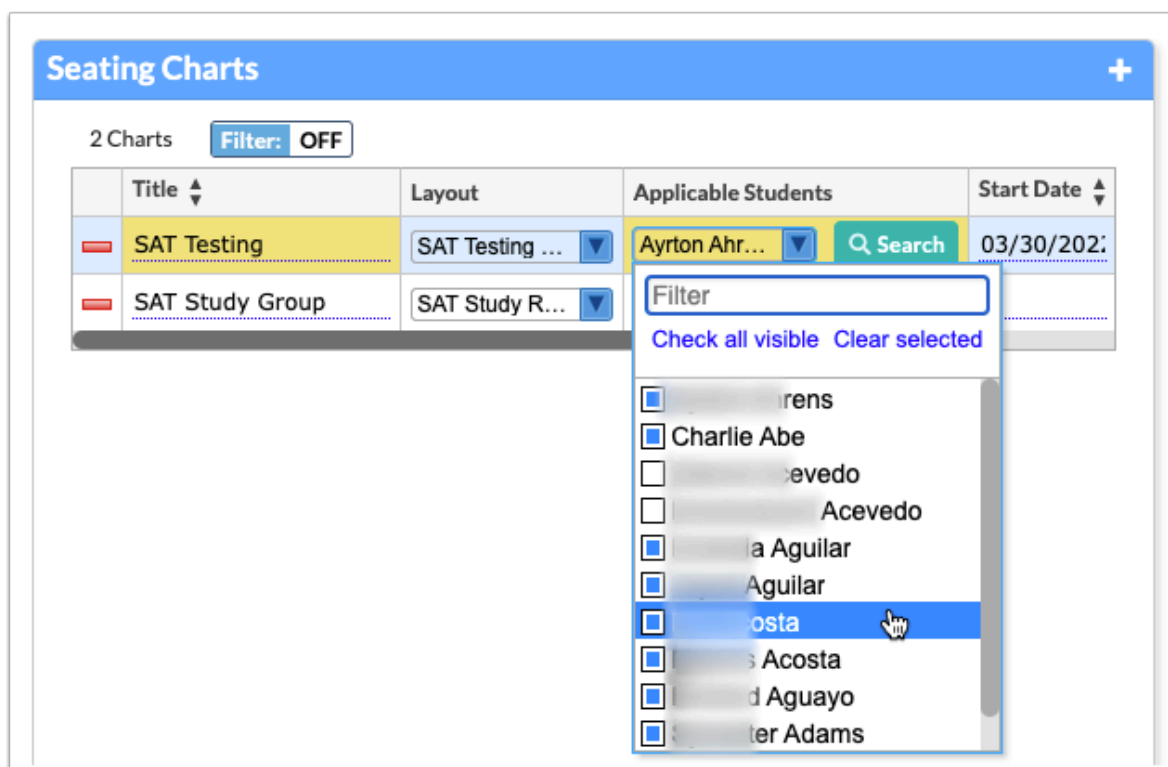 Seating Charts +
2 Charts Filter: OFF
Title Layout Applicable Students Start Date
SAT Testing SAT Testing ... Ayrton Ahr... Search 03/30/202
SAT Study Group SAT Study R...
Filter
Check all visible Clear selected
rens
Charlie Abe
evedo
Acevedo
a Aguilar
Aguilar
osta
s Acosta
d Aguayo
ter Adams